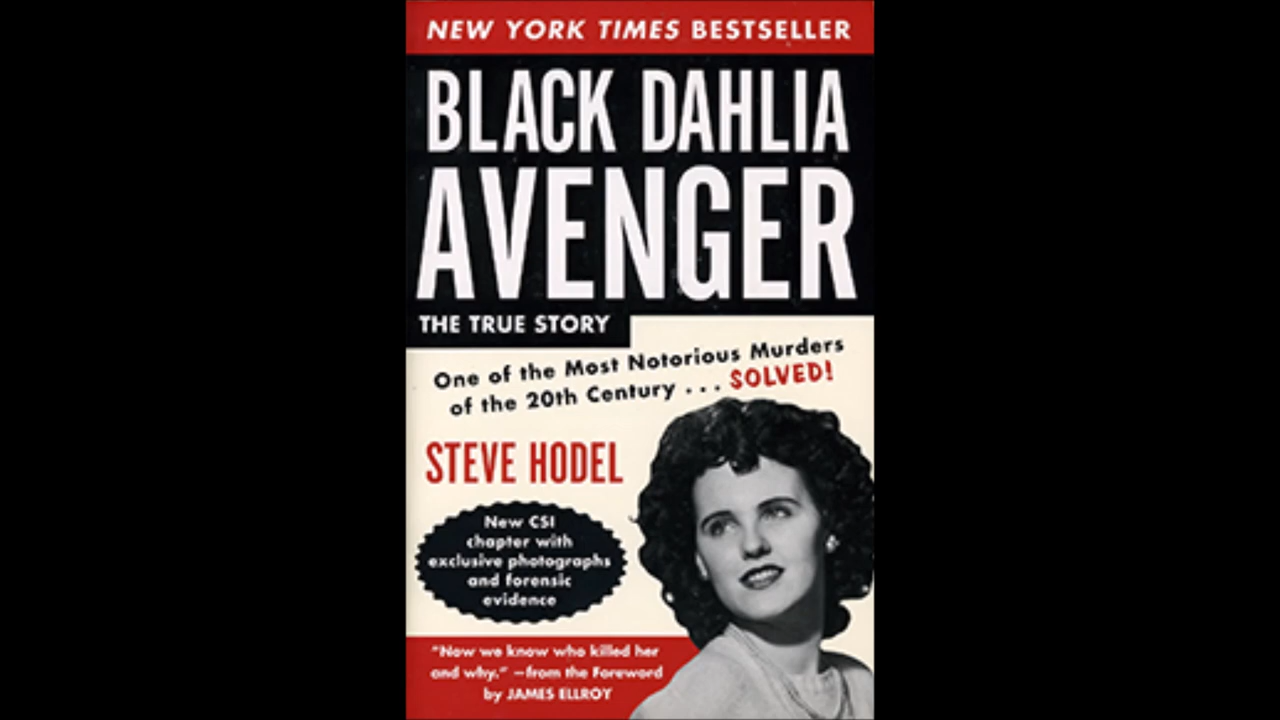 NEW YORK TIMES BESTSELLER
BLACK DAHLIA
AVENGER
THE TRUE STORY
One of the Most Notorious Murders
of the 20th Century . . . SOLVED!
STEVE HODEL
New CSI
chapter with
exclusive photographs
and forensic
evidence
"Now we know who killed her
and why." —from the Foreword
by JAMES ELLROY